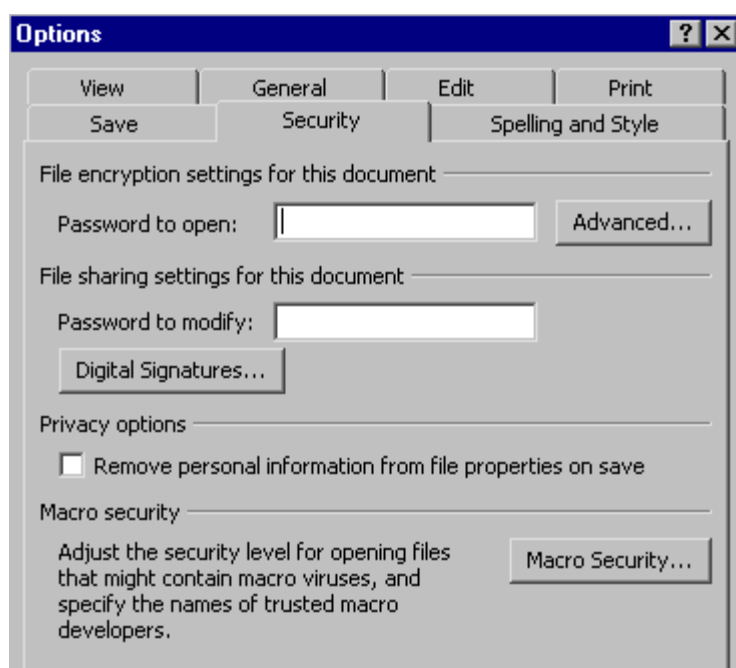 Options
View General Edit Print
Save Security Spelling and Style
File encryption settings for this document
Password to open: Advanced...
File sharing settings for this document
Password to modify:
Digital Signatures...
Privacy options
Remove personal information from file properties on save
Macro security
Adjust the security level for opening files
that might contain macro viruses, and
specify the names of trusted macro
developers.
Macro Security...